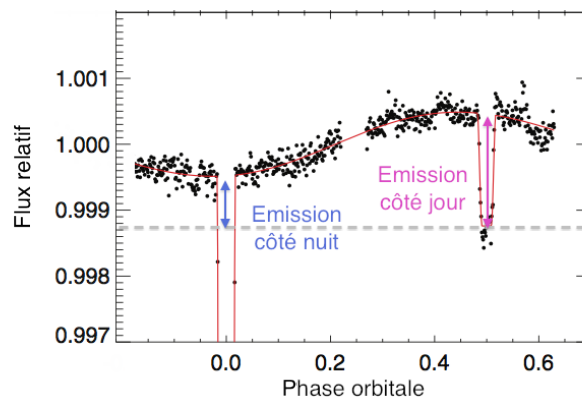 1.001
1.000
0.999
0.998
0.997
Flux relatif
Emission
côté nuit
Emission
côté jour
0.0
0.2
0.4
0.6
Phase orbitale